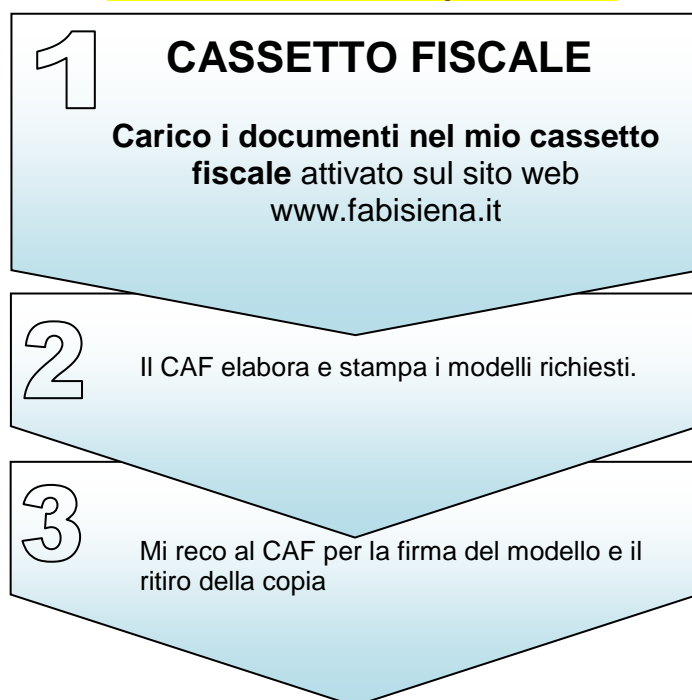 1
CASSETTO FISCALE
Carico i documenti nel mio cassetto
fiscale attivato sul sito web
www.fabisiena.it
2
Il CAF elabora e stampa i modelli richiesti.
3
Mi reco al CAF per la firma del modello e il
ritiro della copia